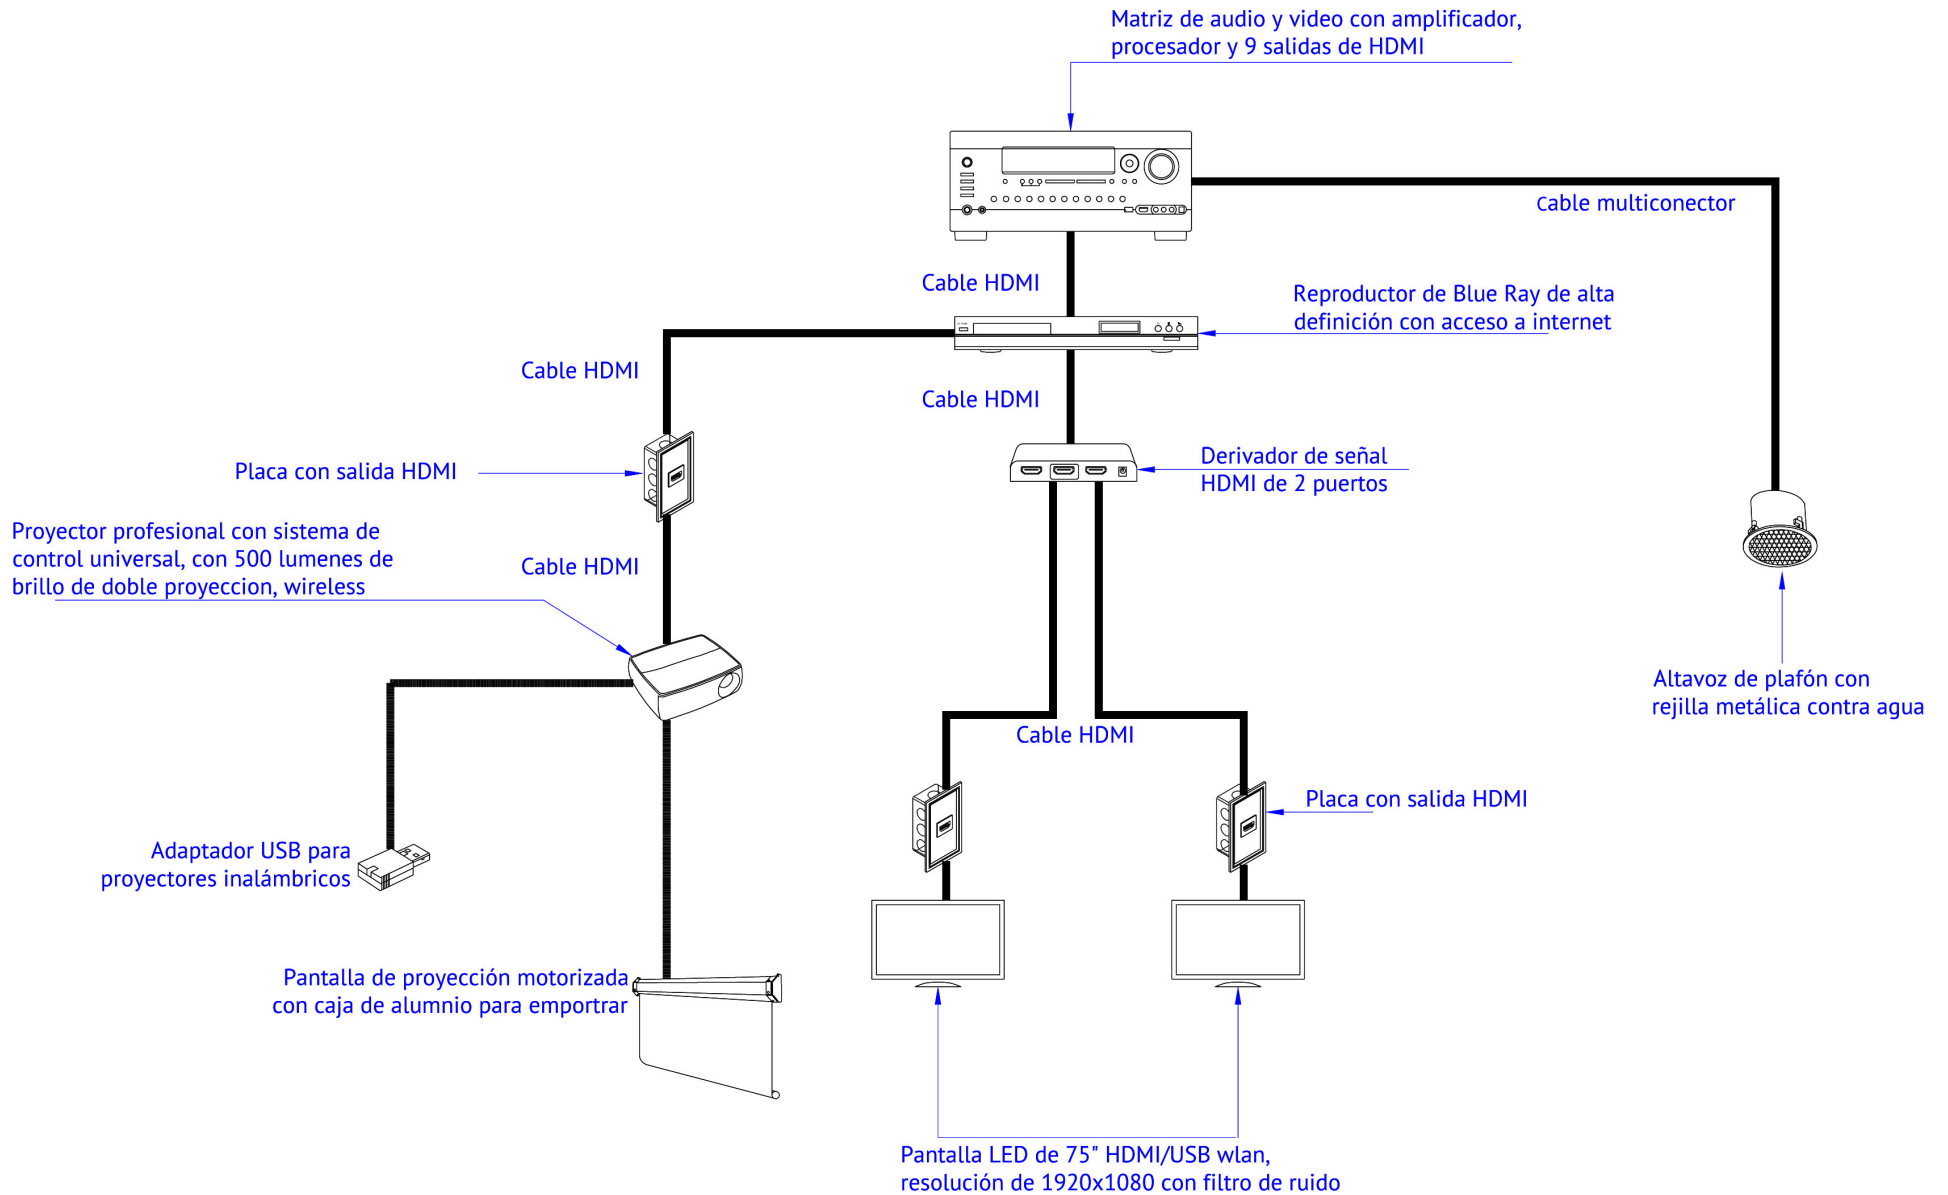 Matriz de audio y video con amplificador,
procesador y 9 salidas de HDMI
Cable multiconector
Cable HDMI
Reproductor de Blue Ray de alta
definición con acceso a internet
Cable HDMI
Cable HDMI
Placa con salida HDMI
Derivador de señal
HDMI de 2 puertos
Proyector profesional con sistema de
control universal, con 500 lumenes de
brillo de doble proyeccion, wireless
Cable HDMI
Altavoz de plafón con
rejilla metálica contra agua
Cable HDMI
Placa con salida HDMI
Adaptador USB para
proyectores inalámbricos
Pantalla de proyección motorizada
con caja de alumnio para emportrar
Pantalla LED de 75" HDMI/USB wlan,
resolución de 1920x1080 con filtro de ruido